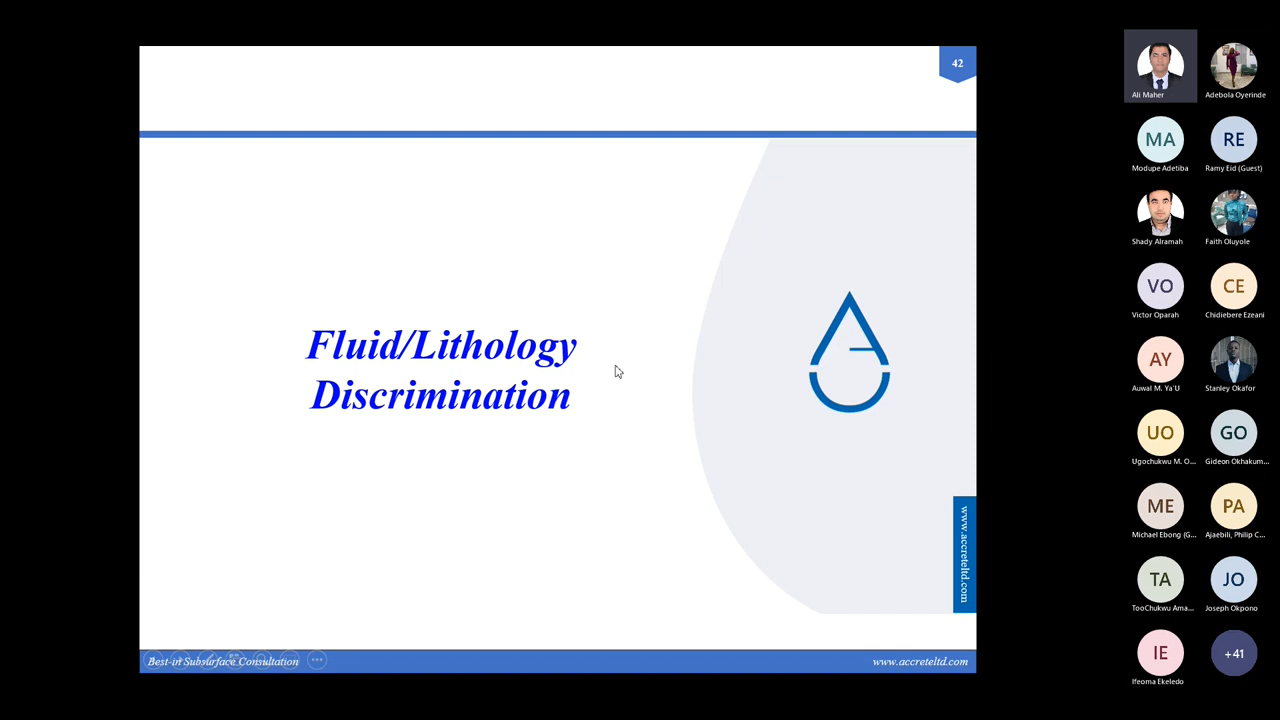 42
Fluid/Lithology
Discrimination
www.accreteltd.com
Best-in Subsurface Consultation
www.accreteltd.com
Ali Maher
Adebola Oyerinde
MA
RE
Modupe Adetiba
Ramy Eid (Guest)
Shady Alramah
Faith Oluyole
VO
CE
Victor Oparah
Chidiebere Ezeani
AY
Auwal M. Ya'U
Stanley Okafor
UO
GO
Ugochukwu M. O...
Gideon Okhakum...
ME
PA
Michael Ebong (G...
Ajaebili, Philip C...
TA
JO
TooChukwu Ama...
Joseph Okpono
IE
+41
Ifeoma Ekeledo